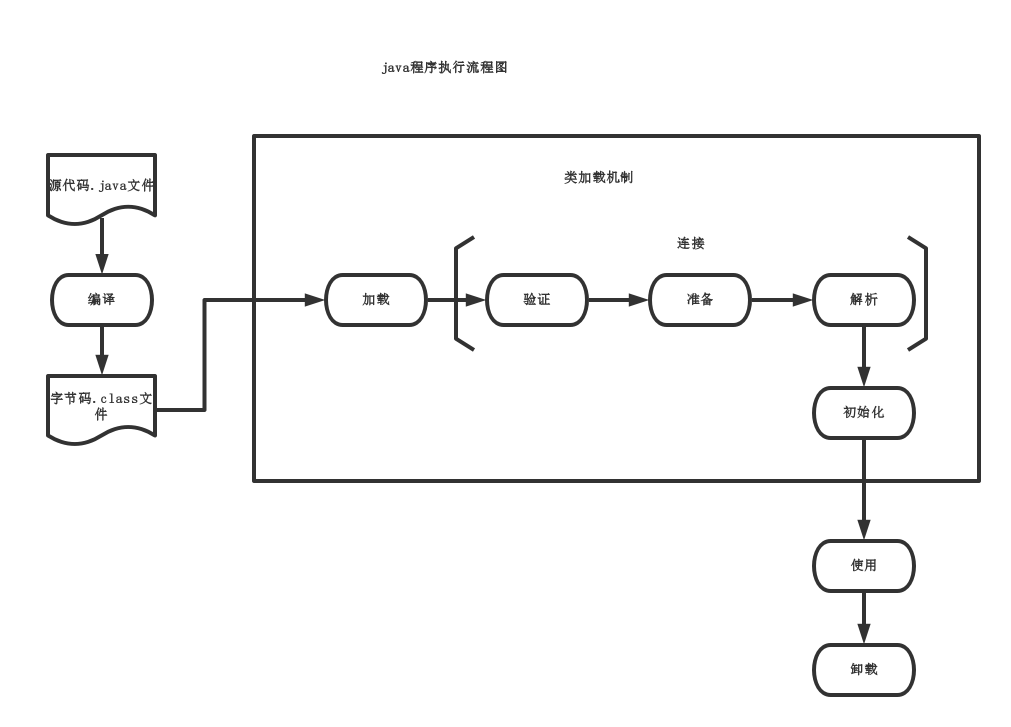 java程序执行流程图
类加载机制
源代码.java文件
连接
编译
加载
验证
准备
解析
字节码.class文
件
初始化
使用
卸载